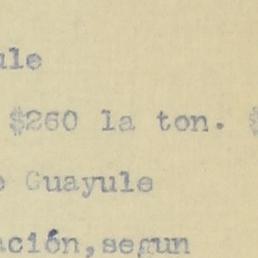 ule
$260 la ton. $
e Guayule
ación, segun